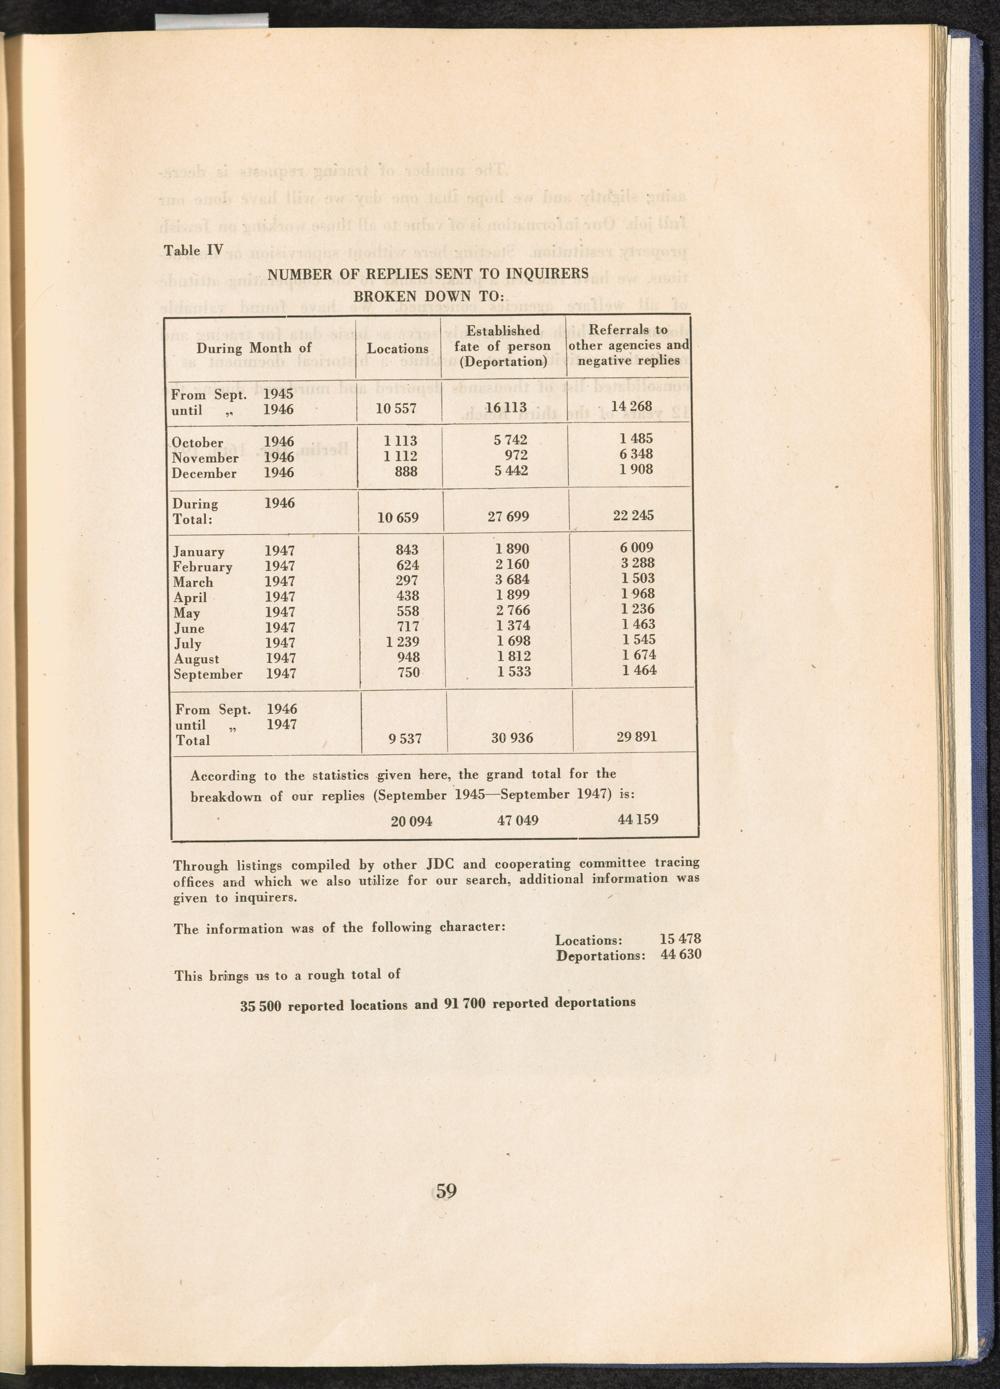 Table IV
NUMBER OF REPLIES SENT TO INQUIRERS
BROKEN DOWN TO:
During Month of Locations Established fate of person (Deportation) Referrals to other agencies and negative replies
From Sept. 1945
until „ 1946 10 557 16 113 14 268
October 1946 1 113 5 742 1 485
November 1946 1 112 972 6 348
December 1946 888 5 442 1 908
During 1946
Total: 10 659 27 699 22 245
January 1947 843 1 890 6 009
February 1947 624 2 160 3 288
March 1947 297 3 684 1 503
April 1947 438 1 899 1 968
May 1947 558 2 766 1 236
June 1947 717 1 374 1 463
July 1947 1 239 1 698 1 545
August 1947 948 1 812 1 674
September 1947 750 1 533 1 464
From Sept. 1946
until „ 1947
Total 9 537 30 936 29 891
According to the statistics given here, the grand total for the
breakdown of our replies (September 1945—September 1947) is:
20 094 47 049 44 159
Through listings compiled by other JDC and cooperating committee tracing
offices and which we also utilize for our search, additional information was
given to inquirers.
The information was of the following character:
Locations: 15 478
Deportations: 44 630
This brings us to a rough total of
35 500 reported locations and 91 700 reported deportations
59